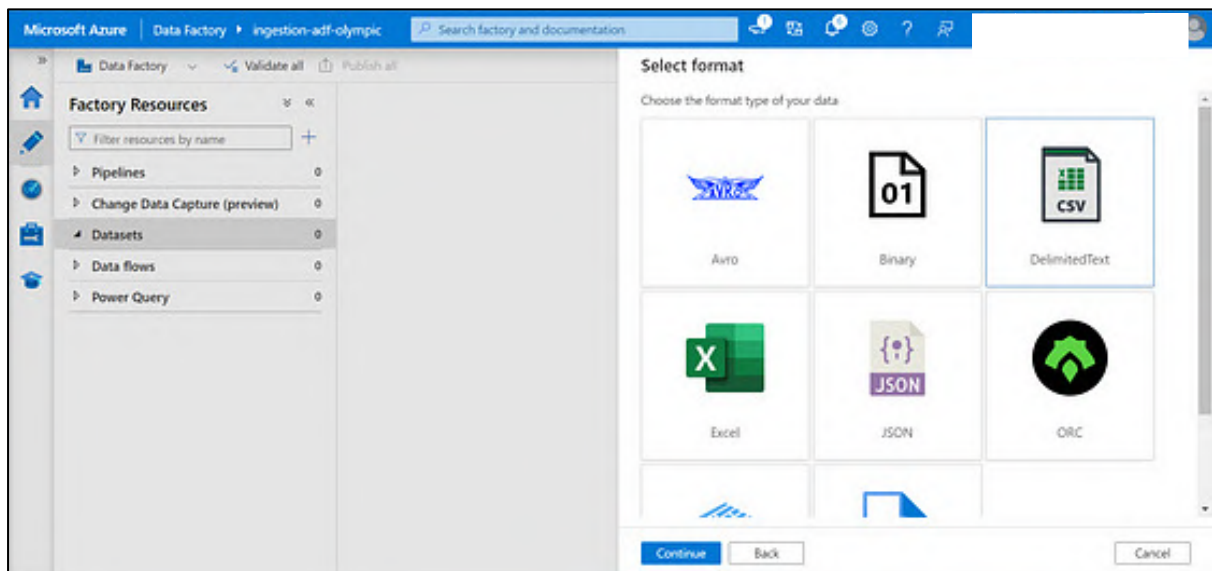 Microsoft Azure Data Factory ingestion-adf-olympic Search factory and documentation
Data Factory Validate all Publish all
Factory Resources
Filter resources by name
Pipelines 0
Change Data Capture (preview) 0
Datasets 0
Data flows 0
Power Query 0
Select format
Choose the format type of your data
AVRO
Avro
01
Binary
CSV
DelimitedText
X
Excel
{;}
JSON
JSON
ORC
Continue Back Cancel